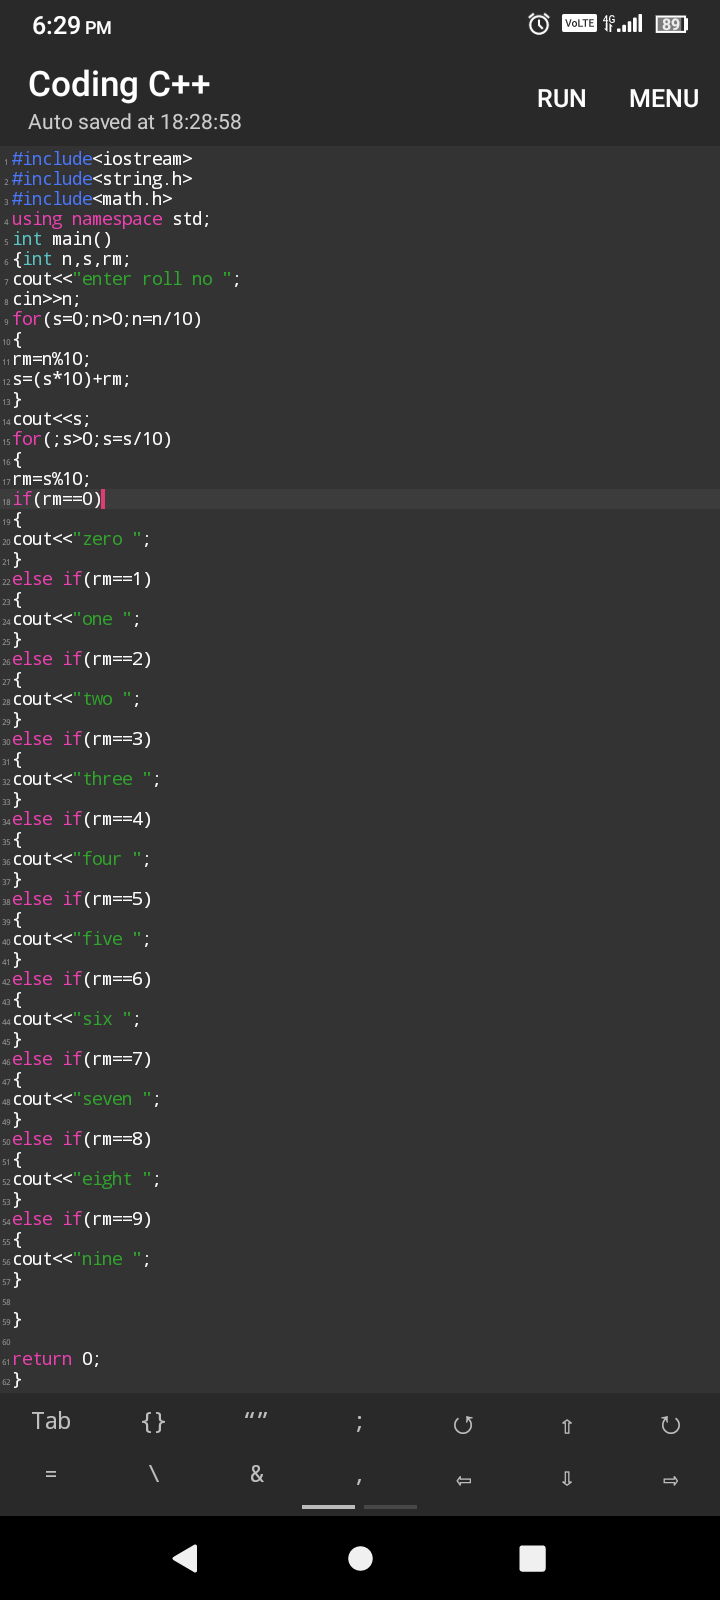 6:29 PM
VoLTE 4G 89
Coding C++
RUN MENU
Auto saved at 18:28:58
1 #include<iostream>
2 #include<string.h>
3 #include<math.h>
4 using namespace std;
5 int main()
6 {int n,s,rm;
7 cout<<"enter roll no ";
8 cin>>n;
9 for(s=0;n>0;n=n/10)
10 {
11 rm=n%10;
12 s=(s*10)+rm;
13 }
14 cout<<s;
15 for(;s>0;s=s/10)
16 {
17 rm=s%10;
18 if(rm==0)
19 {
20 cout<<"zero ";
21 }
22 else if(rm==1)
23 {
24 cout<<"one ";
25 }
26 else if(rm==2)
27 {
28 cout<<"two ";
29 }
30 else if(rm==3)
31 {
32 cout<<"three ";
33 }
34 else if(rm==4)
35 {
36 cout<<"four ";
37 }
38 else if(rm==5)
39 {
40 cout<<"five ";
41 }
42 else if(rm==6)
43 {
44 cout<<"six ";
45 }
46 else if(rm==7)
47 {
48 cout<<"seven ";
49 }
50 else if(rm==8)
51 {
52 cout<<"eight ";
53 }
54 else if(rm==9)
55 {
56 cout<<"nine ";
57 }
58
59 }
60
61 return 0;
62 }
Tab {} “” ; ↺ ⇧ ↻
= \ & , ⇦ ⇩ ⇨